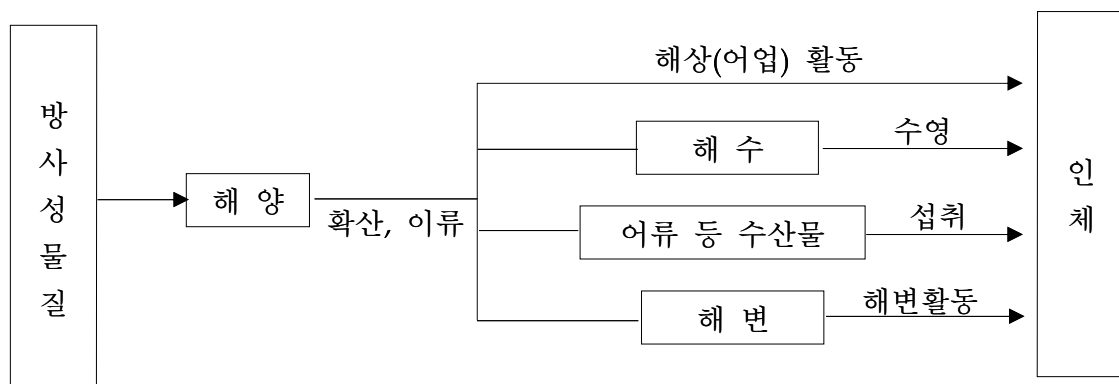 방사성물질
해 양
확산, 이류
해상(어업) 활동
해 수
수영
어류 등 수산물
섭취
해 변
해변활동
인체